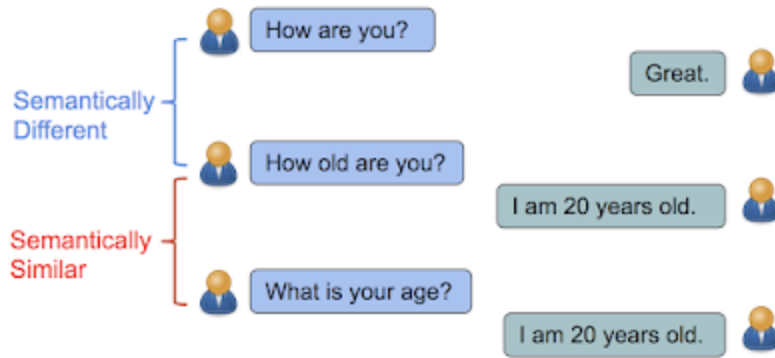 How are you?
Great.
Semantically
Different
How old are you?
I am 20 years old.
Semantically
Similar
What is your age?
I am 20 years old.